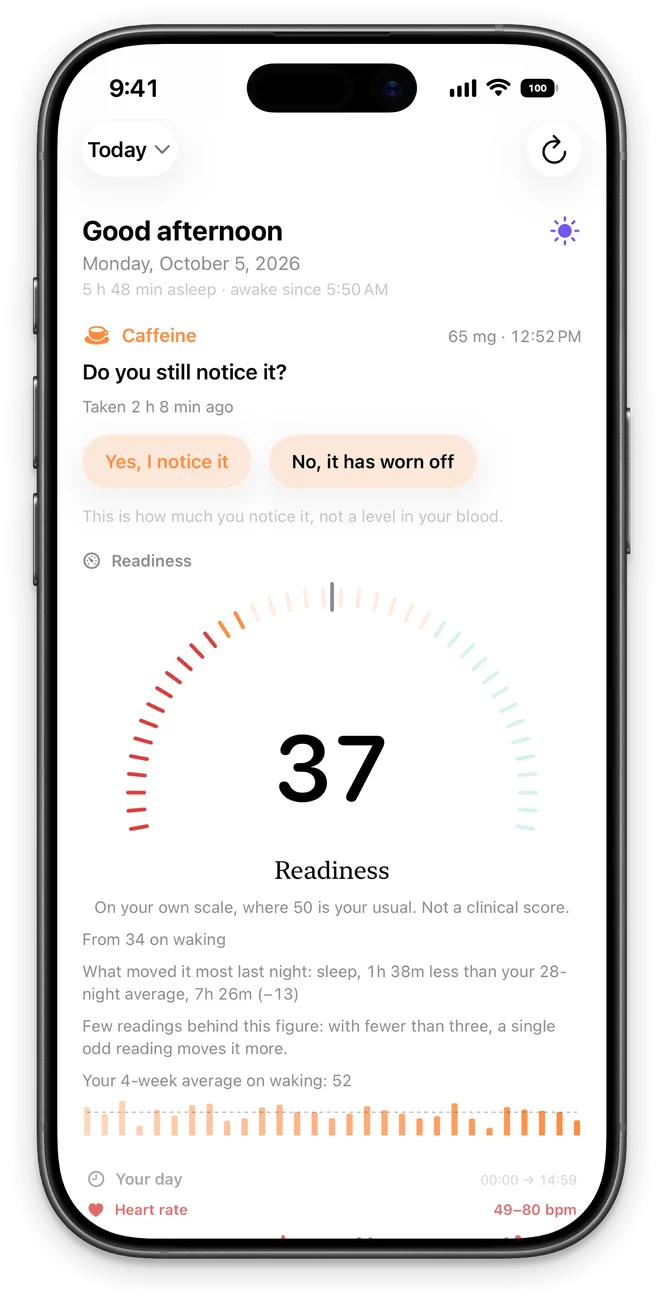 9:41
100
Today
Good afternoon
Monday, October 5, 2026
5 h 48 min asleep · awake since 5:50 AM
Caffeine
65 mg · 12:52 PM
Do you still notice it?
Taken 2 h 8 min ago
Yes, I notice it
No, it has worn off
This is how much you notice it, not a level in your blood.
Readiness
37
Readiness
On your own scale, where 50 is your usual. Not a clinical score.
From 34 on waking
What moved it most last night: sleep, 1h 38m less than your 28-
night average, 7h 26m (−13)
Few readings behind this figure: with fewer than three, a single
odd reading moves it more.
Your 4-week average on waking: 52
Your day
00:00 → 14:59
Heart rate
49–80 bpm